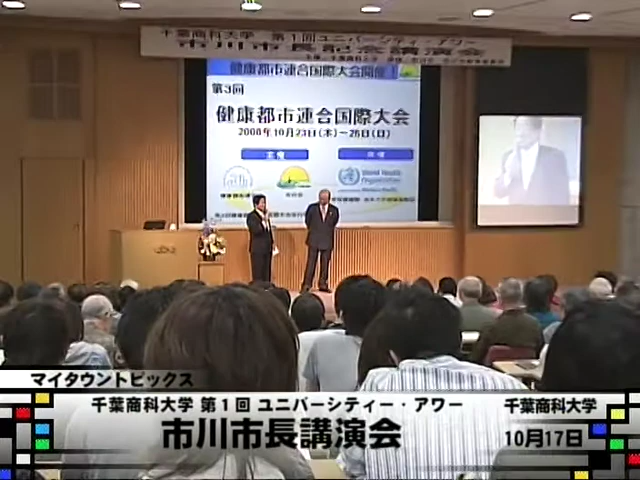 千葉商科大学 第1回ユニバーシティ・アワー
市川市長記念講演会
健康都市連合国際大会開催！
第3回
健康都市連合国際大会
2008年10月23日(木)～26日(日)
主催
World Health
Organization
マイタウントピックス
千葉商科大学 第1回 ユニバーシティー・アワー
千葉商科大学
市川市長講演会
10月17日